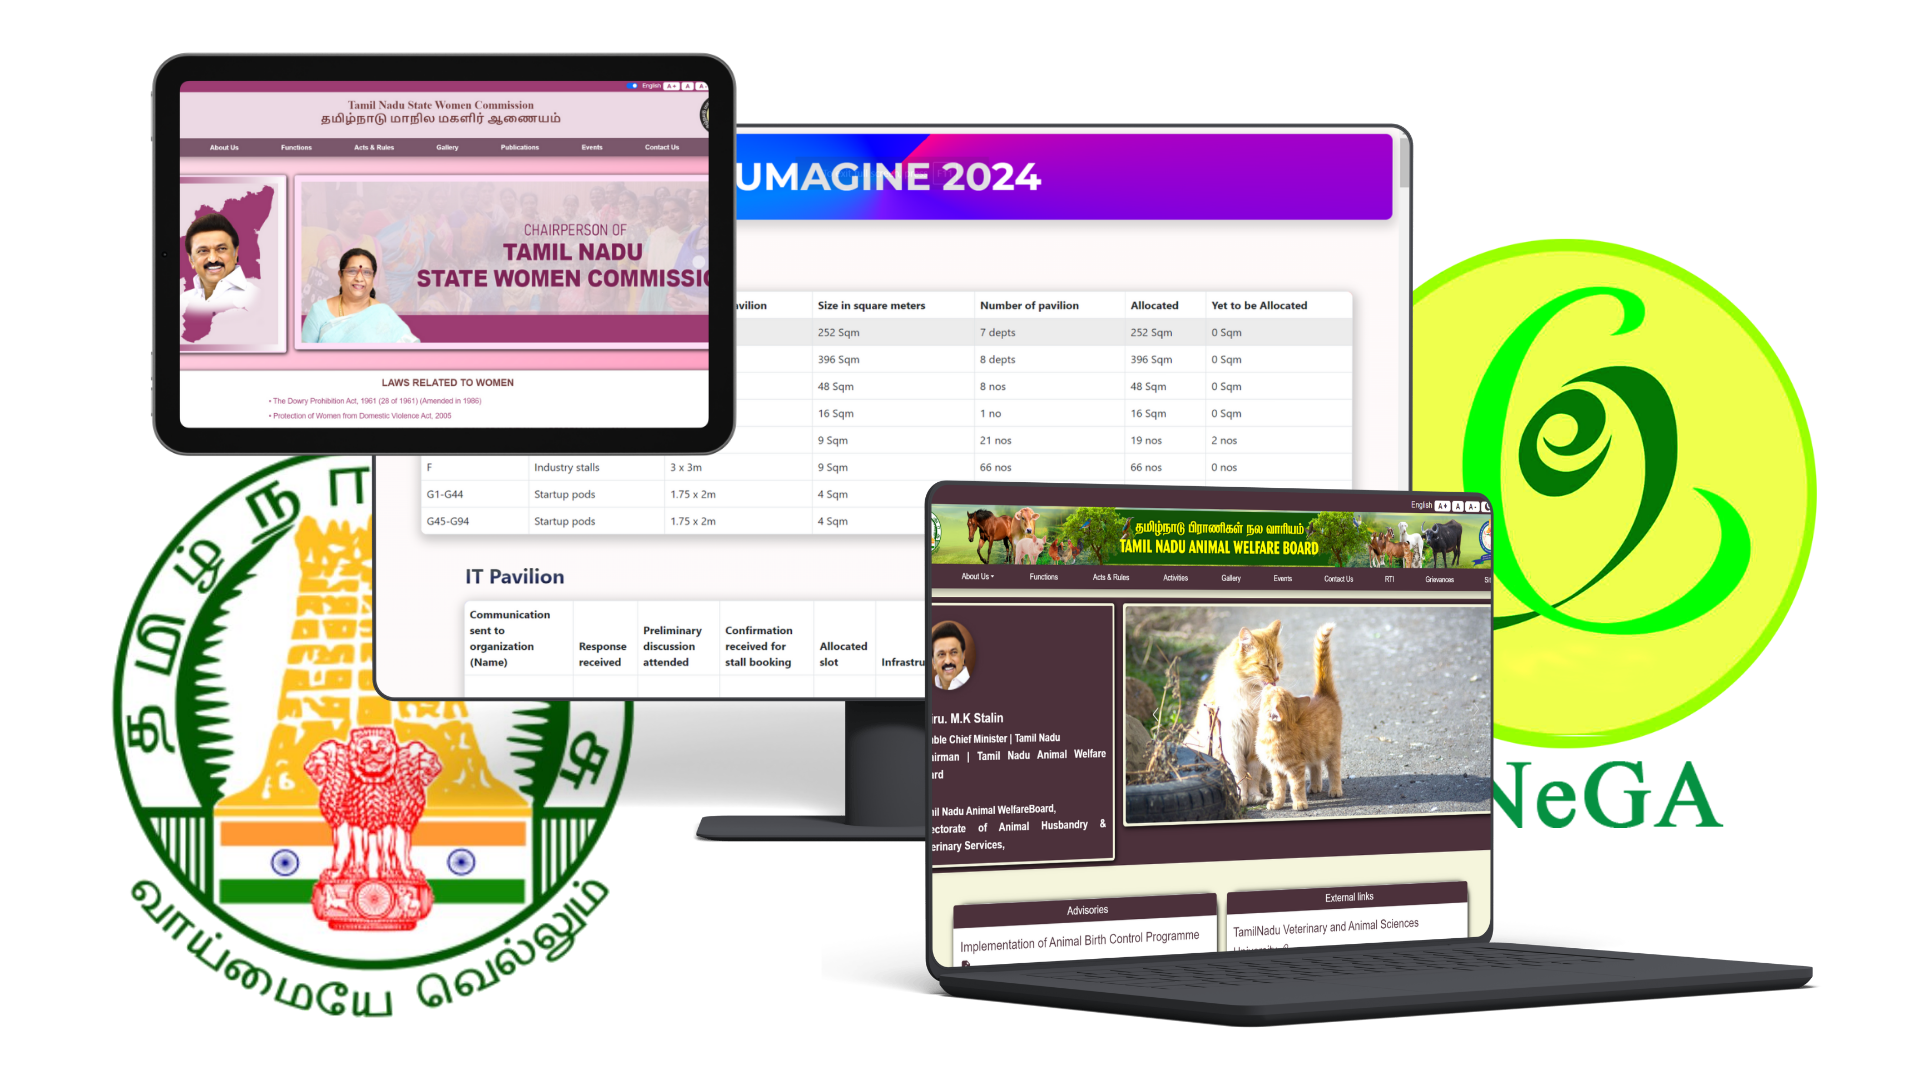 English A+ A A
Tamil Nadu State Women Commission
தமிழ்நாடு மாநில மகளிர் ஆணையம்
About Us Functions Acts & Rules Gallery Publications Events Contact Us
CHAIRPERSON OF
TAMIL NADU
STATE WOMEN COMMISSIO
LAWS RELATED TO WOMEN
• The Dowry Prohibition Act, 1961 (28 of 1961) (Amended in 1986)
• Protection of Women from Domestic Violence Act, 2005
UMAGINE 2024
avilion Size in square meters Number of pavilion Allocated Yet to be Allocated
252 Sqm 7 depts 252 Sqm 0 Sqm
396 Sqm 8 depts 396 Sqm 0 Sqm
48 Sqm 8 nos 48 Sqm 0 Sqm
16 Sqm 1 no 16 Sqm 0 Sqm
9 Sqm 21 nos 19 nos 2 nos
F Industry stalls 3 x 3m 9 Sqm 66 nos 66 nos 0 nos
G1-G44 Startup pods 1.75 x 2m 4 Sqm
G45-G94 Startup pods 1.75 x 2m 4 Sqm
IT Pavilion
Communication sent to organization (Name) Response received Preliminary discussion attended Confirmation received for stall booking Allocated slot Infrastru
English A+ A A-
தமிழ்நாடு பிராணிகள் நல வாரியம்
TAMIL NADU ANIMAL WELFARE BOARD
About Us Functions Acts & Rules Activities Gallery Events Contact Us RTI Grievances Sit
iru. M.K Stalin
ble Chief Minister | Tamil Nadu
airman | Tamil Nadu Animal Welfare
ard
il Nadu Animal WelfareBoard,
ectorate of Animal Husbandry &
erinary Services,
Advisories
Implementation of Animal Birth Control Programme
External links
TamilNadu Veterinary and Animal Sciences
தமிழ் நா
வாய்மையே வெல்லும்
NeGA